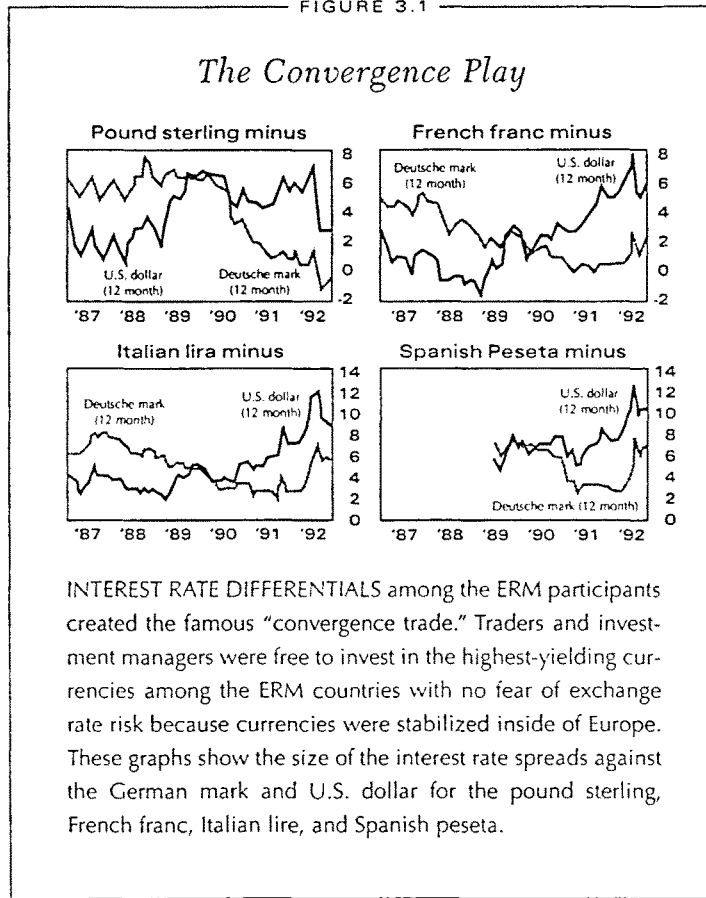 FIGURE 3.1
The Convergence Play
Pound sterling minus
8
6
4
2
0
-2
U.S. dollar
(12 month)
Deutsche mark
(12 month)
'87 '88 '89 '90 '91 '92
French franc minus
Deutsche mark
(12 month)
U.S. dollar
(12 month)
8
6
4
2
0
-2
'87 '88 '89 '90 '91 '92
Italian lira minus
Deutsche mark
(12 month)
U.S. dollar
(12 month)
14
12
10
8
6
4
2
0
'87 '88 '89 '90 '91 '92
Spanish Peseta minus
U.S. dollar
(12 month)
Deutsche mark (12 month)
14
12
10
8
6
4
2
0
'87 '88 '89 '90 '91 '92
INTEREST RATE DIFFERENTIALS among the ERM participants
created the famous “convergence trade.” Traders and invest-
ment managers were free to invest in the highest-yielding cur-
rencies among the ERM countries with no fear of exchange
rate risk because currencies were stabilized inside of Europe.
These graphs show the size of the interest rate spreads against
the German mark and U.S. dollar for the pound sterling,
French franc, Italian lire, and Spanish peseta.